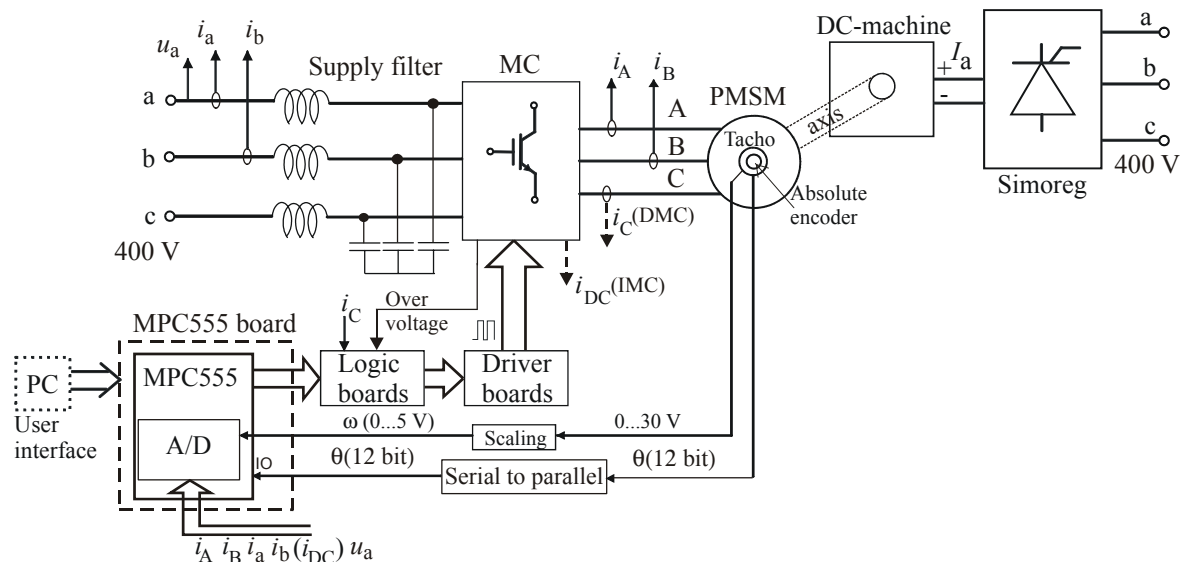 DC-machine
i_a
i_b
u_a
Supply filter
MC
i_A
i_B
+
I_a
-
a
b
c
400 V
Simoreg
a
b
c
400 V
A
B
C
PMSM
axis
Tacho
Absolute
encoder
i_C(DMC)
i_DC(IMC)
i_C
Over
voltage
MPC555 board
MPC555
PC
User
interface
Logic
boards
Driver
boards
A/D
IO
ω (0...5 V)
Scaling
0...30 V
θ(12 bit)
Serial to parallel
θ(12 bit)
i_A i_B i_a i_b (i_DC) u_a